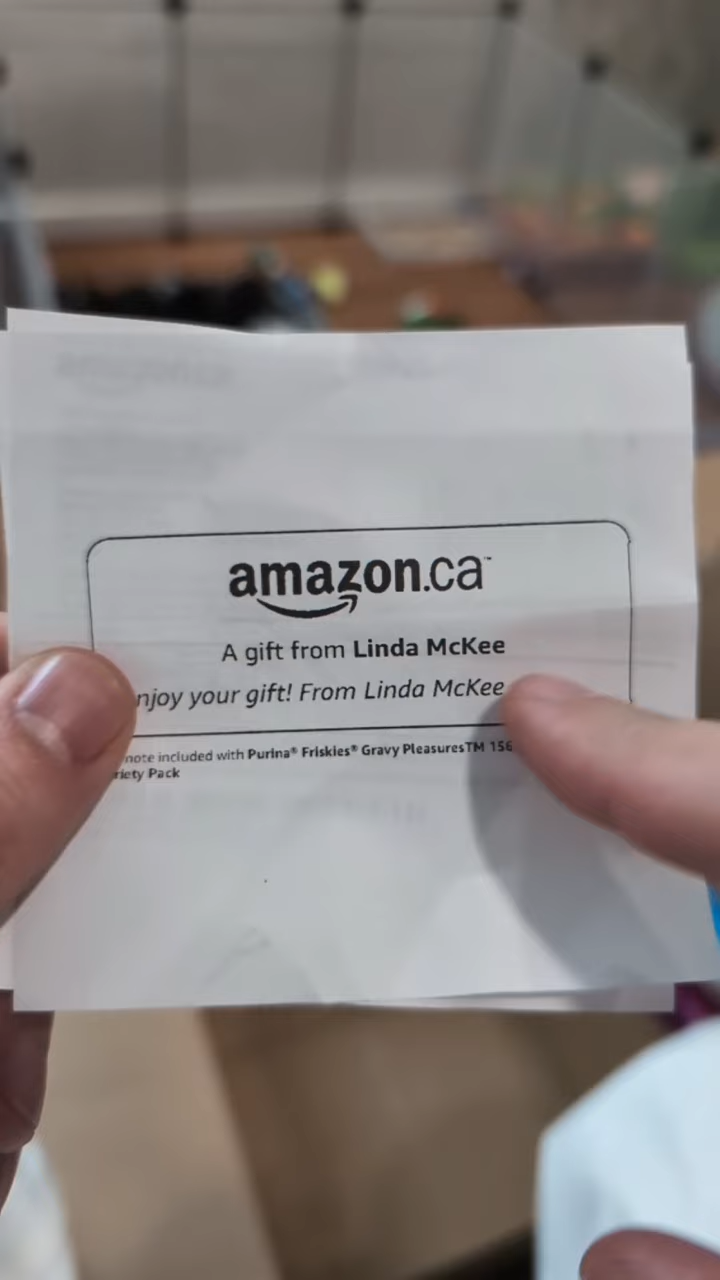 amazon.ca™
A gift from Linda McKee
njoy your gift! From Linda McKee
note included with Purina® Friskies® Gravy PleasuresTM 156
riety Pack